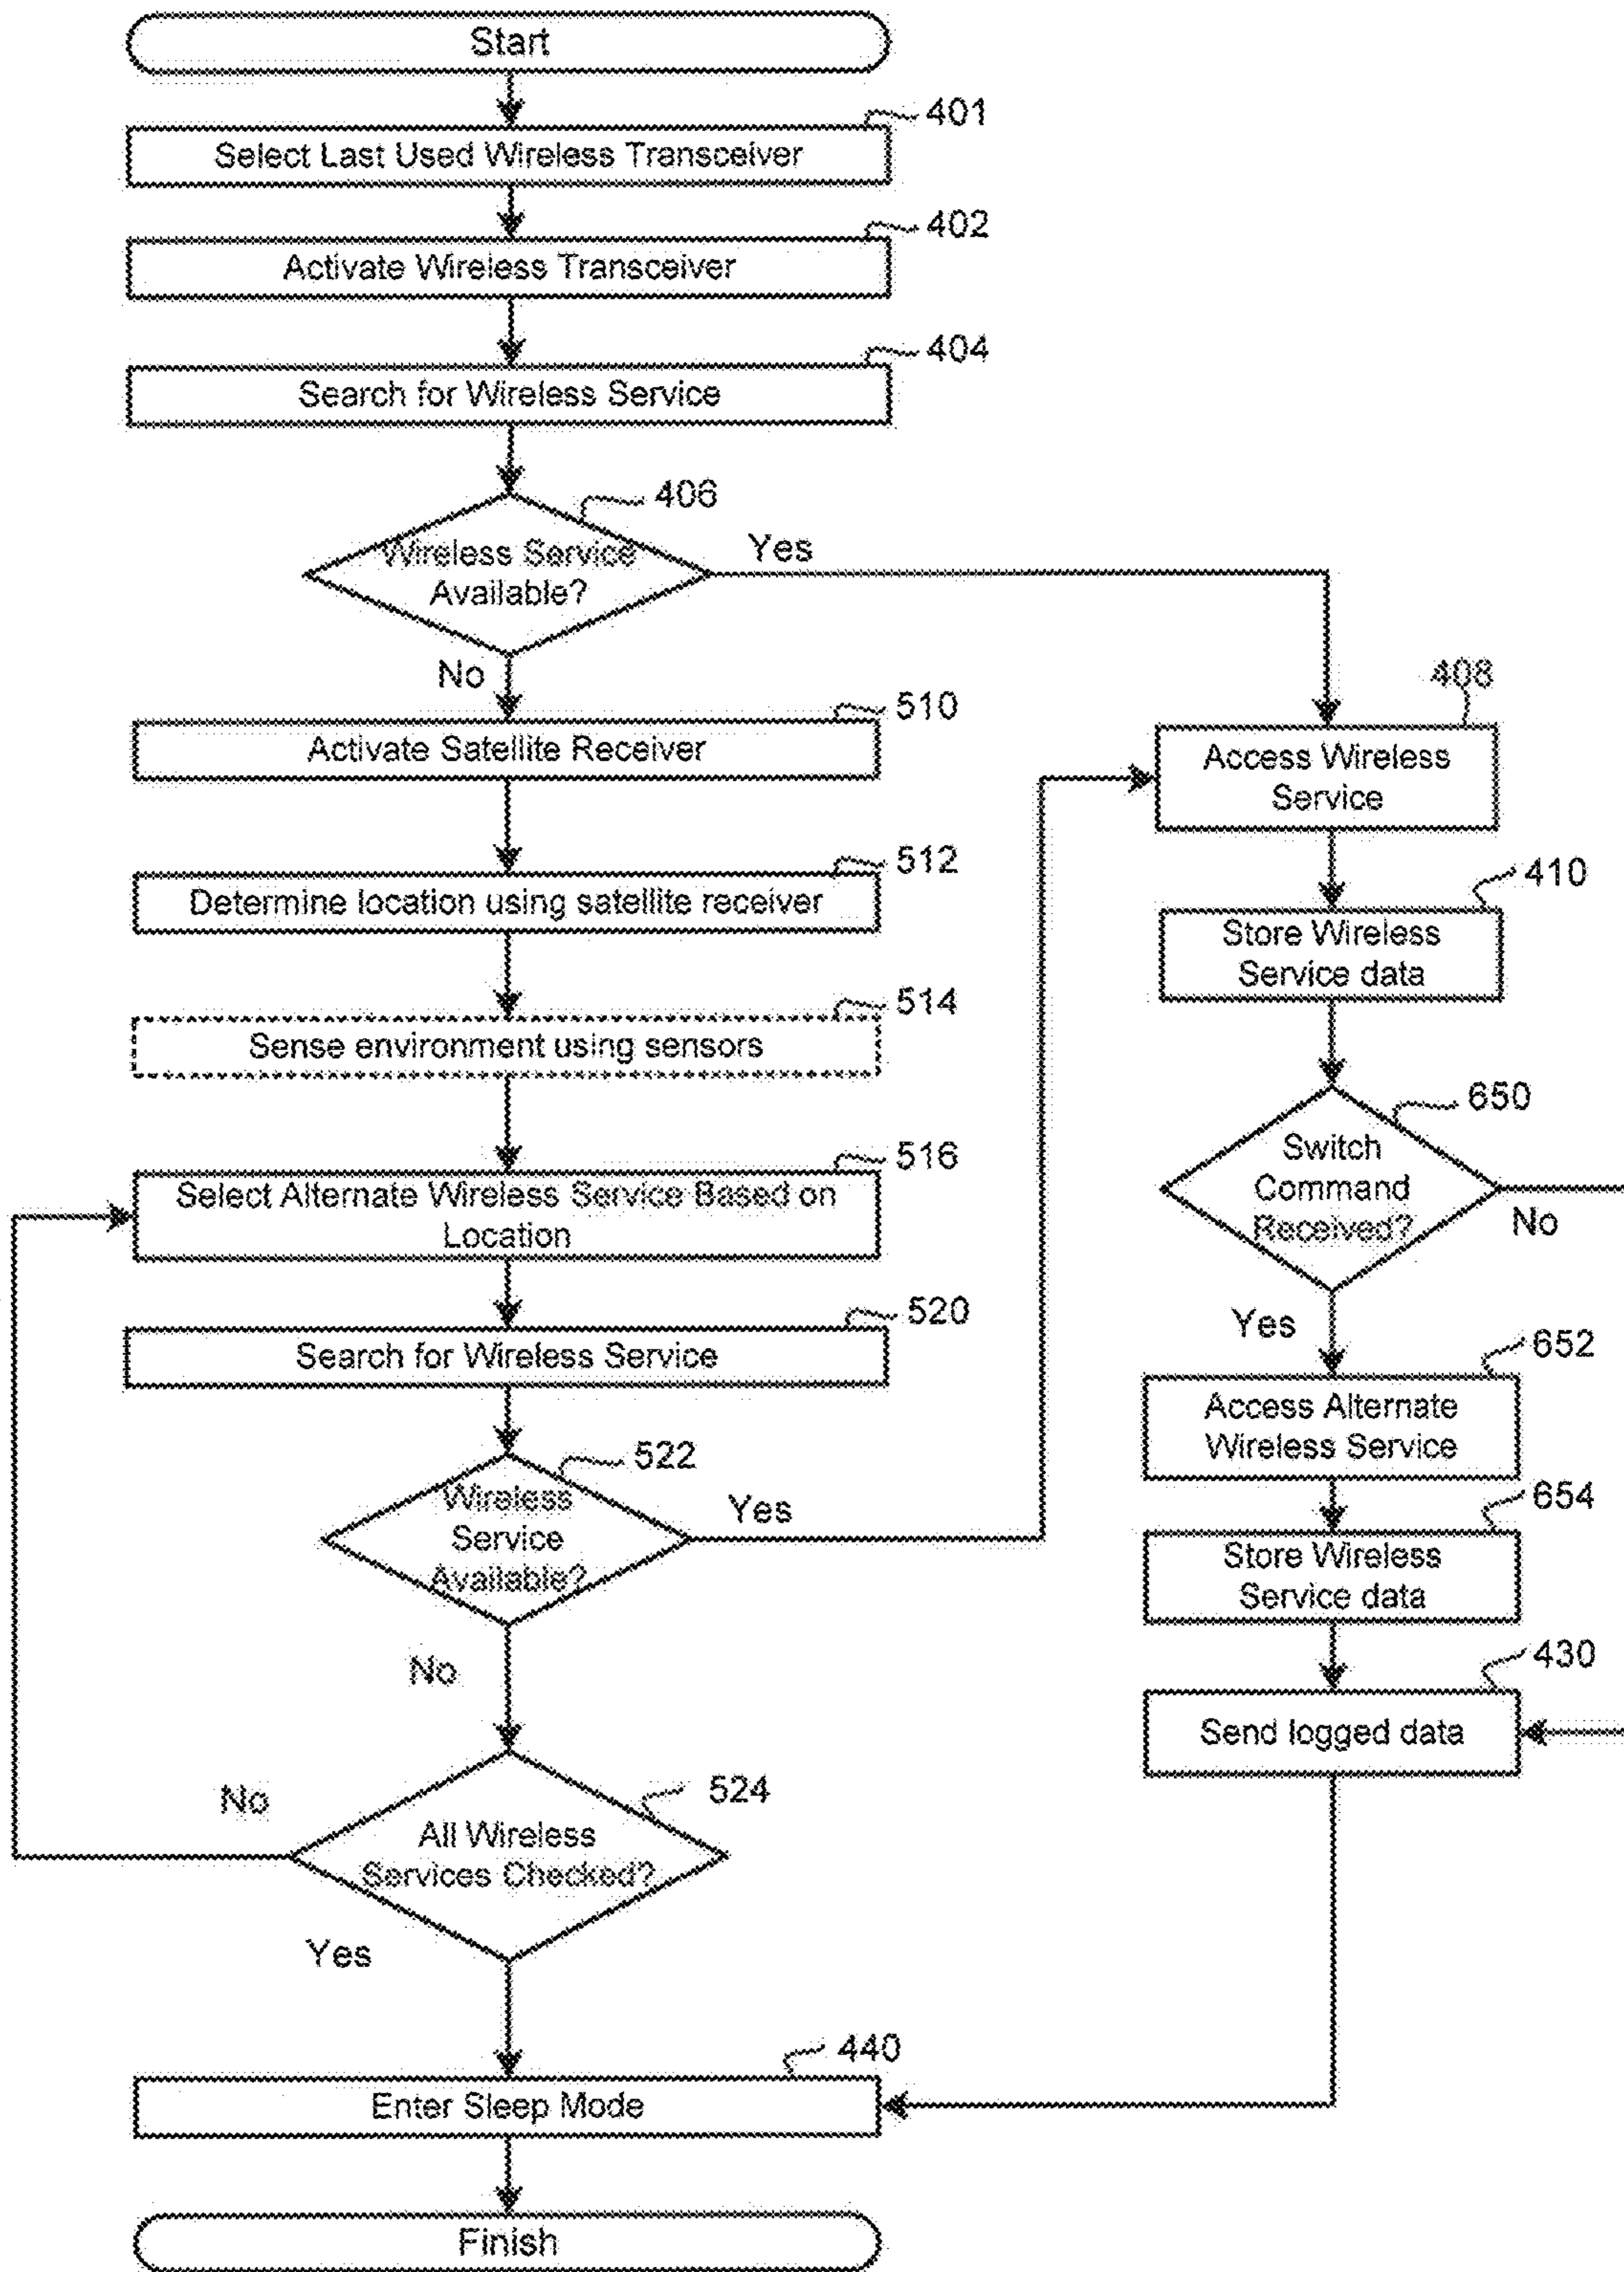 Start
401
Select Last Used Wireless Transceiver
402
Activate Wireless Transceiver
404
Search for Wireless Service
406
Wireless Service
Available?
Yes
No
510
Activate Satellite Receiver
512
Determine location using satellite receiver
514
Sense environment using sensors
516
Select Alternate Wireless Service Based on
Location
520
Search for Wireless Service
522
Wireless
Service
Available?
Yes
No
524
All Wireless
Services Checked?
No
Yes
408
Access Wireless
Service
410
Store Wireless
Service data
650
Switch
Command
Received?
No
Yes
652
Access Alternate
Wireless Service
654
Store Wireless
Service data
430
Send logged data
440
Enter Sleep Mode
Finish